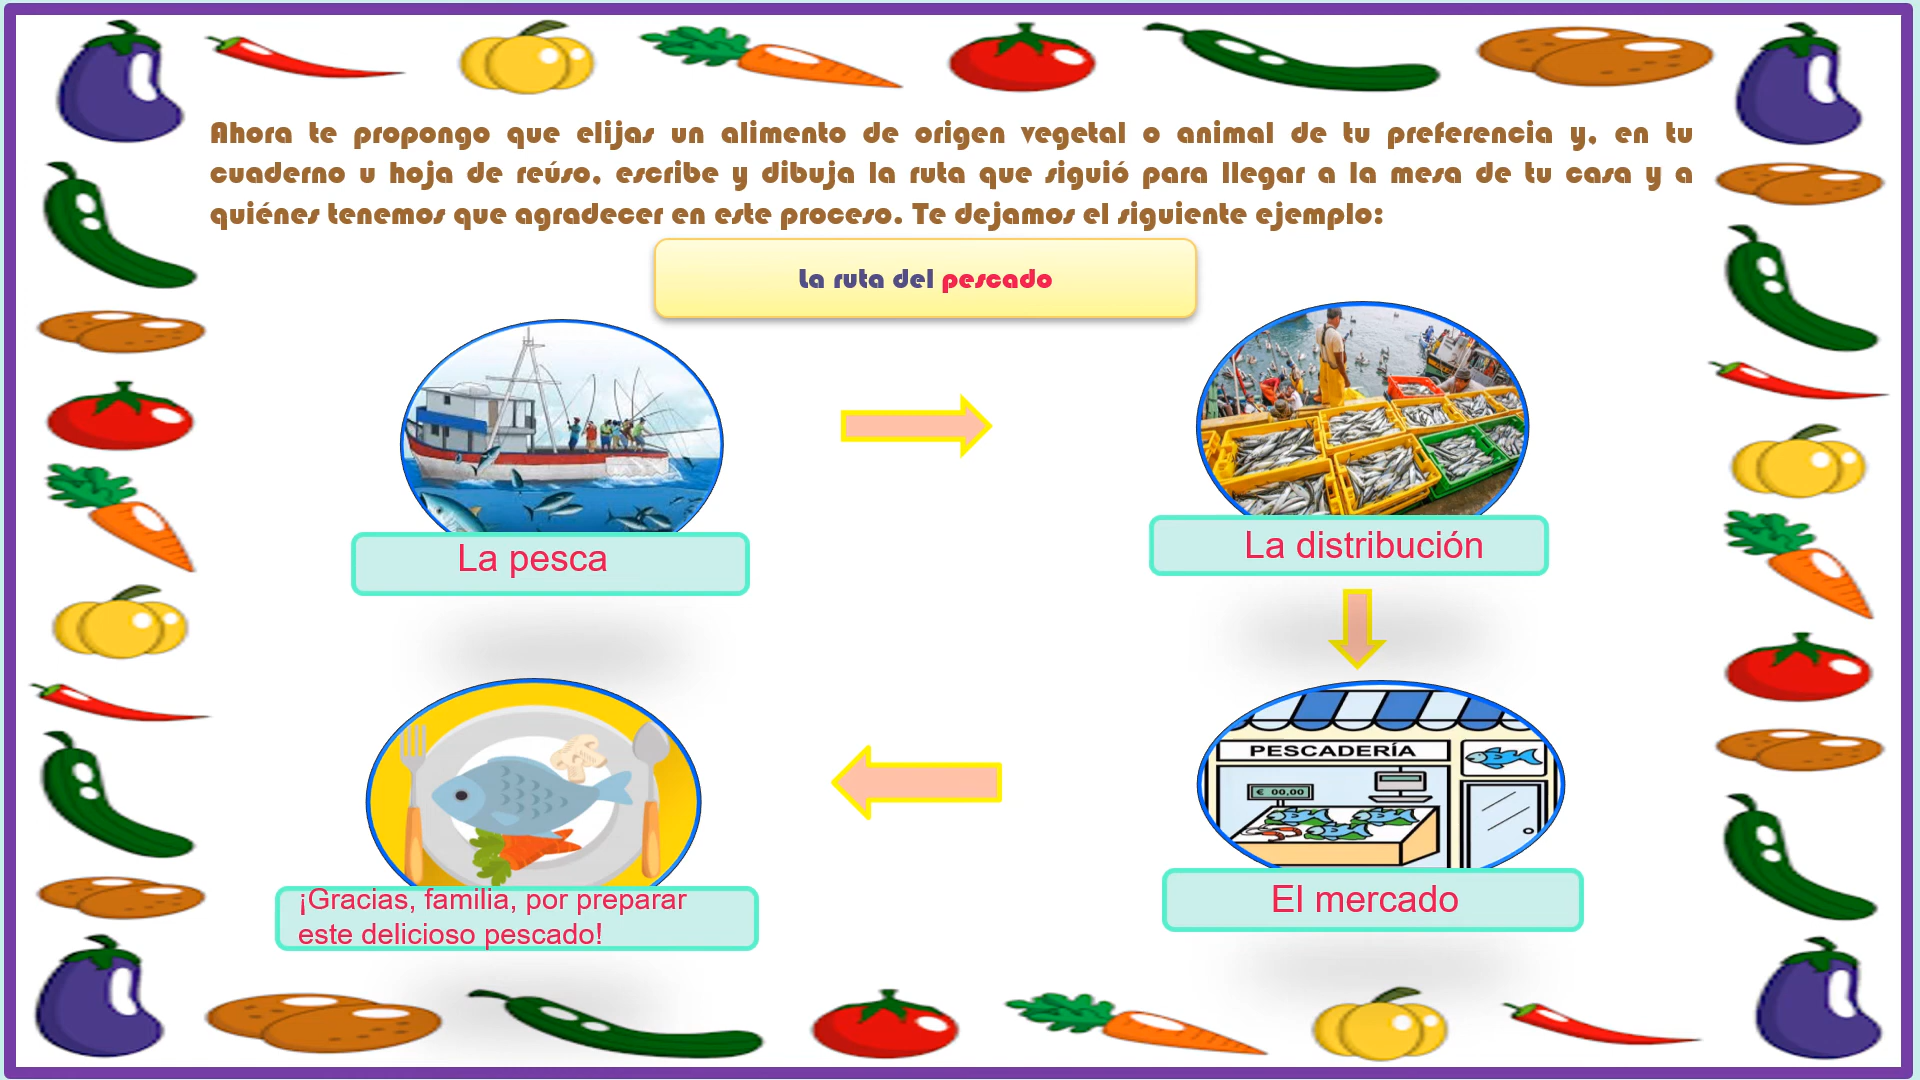 Ahora te propongo que elijas un alimento de origen vegetal o animal de tu preferencia y, en tu
cuaderno u hoja de reúso, escribe y dibuja la ruta que siguió para llegar a la mesa de tu casa y a
quiénes tenemos que agradecer en este proceso. Te dejamos el siguiente ejemplo:
La ruta del pescado
La pesca
La distribución
PESCADERÍA
€ 00,00
El mercado
¡Gracias, familia, por preparar
este delicioso pescado!